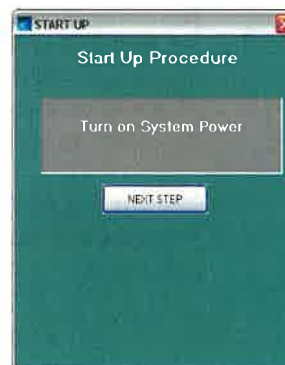 START UP
Start Up Procedure
Turn on System Power
NEXT STEP